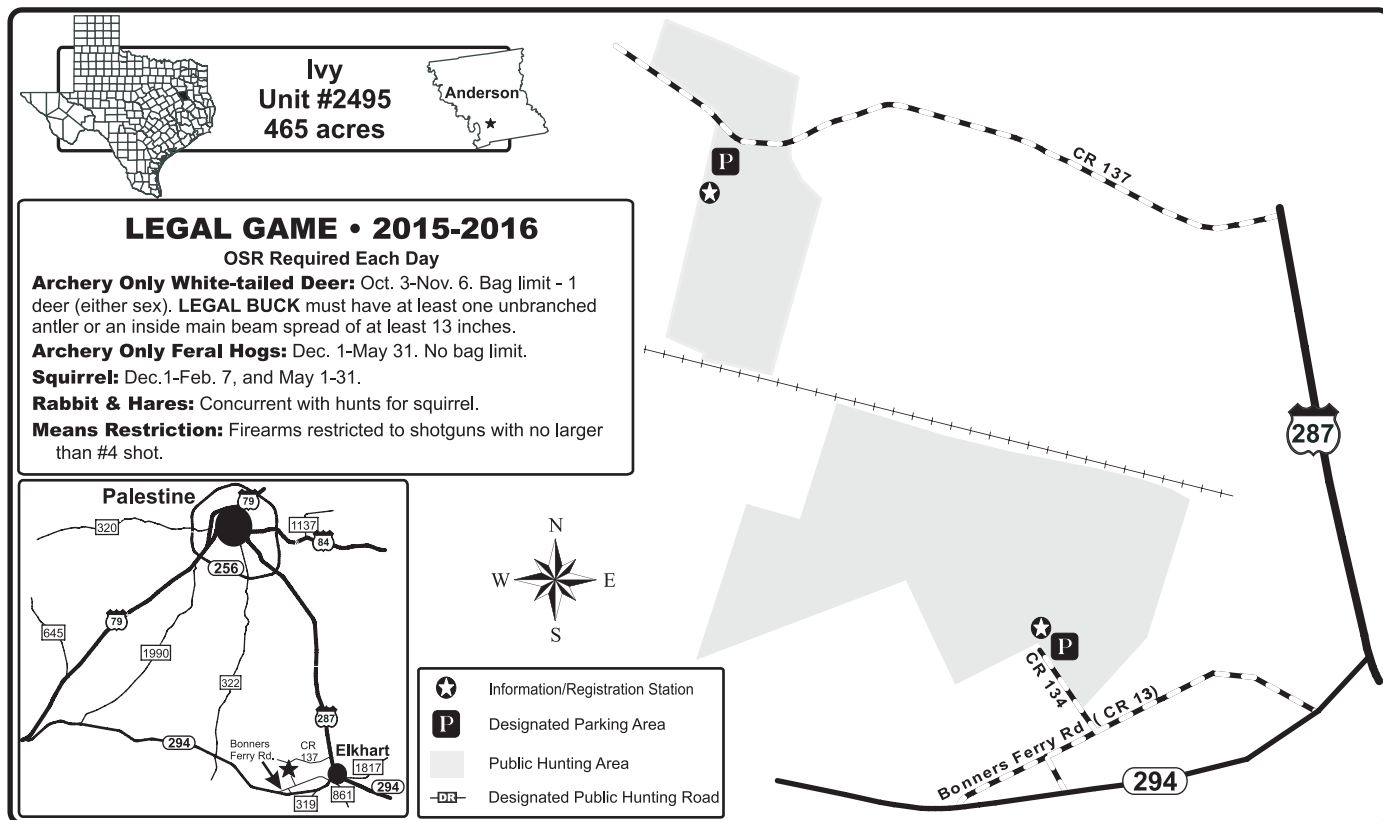 Ivy
Unit #2495
465 acres
Anderson
LEGAL GAME • 2015-2016
OSR Required Each Day
Archery Only White-tailed Deer: Oct. 3-Nov. 6. Bag limit - 1
deer (either sex). LEGAL BUCK must have at least one unbranched
antler or an inside main beam spread of at least 13 inches.
Archery Only Feral Hogs: Dec. 1-May 31. No bag limit.
Squirrel: Dec.1-Feb. 7, and May 1-31.
Rabbit & Hares: Concurrent with hunts for squirrel.
Means Restriction: Firearms restricted to shotguns with no larger
than #4 shot.
Palestine
79
320
1137
84
256
79
645
1990
322
287
294
Bonners
Ferry Rd.
CR
137
Elkhart
1817
294
319
861
N
W E
S
Information/Registration Station
P Designated Parking Area
Public Hunting Area
DR Designated Public Hunting Road
P
CR 137
287
P
CR 134
Bonners Ferry Rd (CR 13)
294